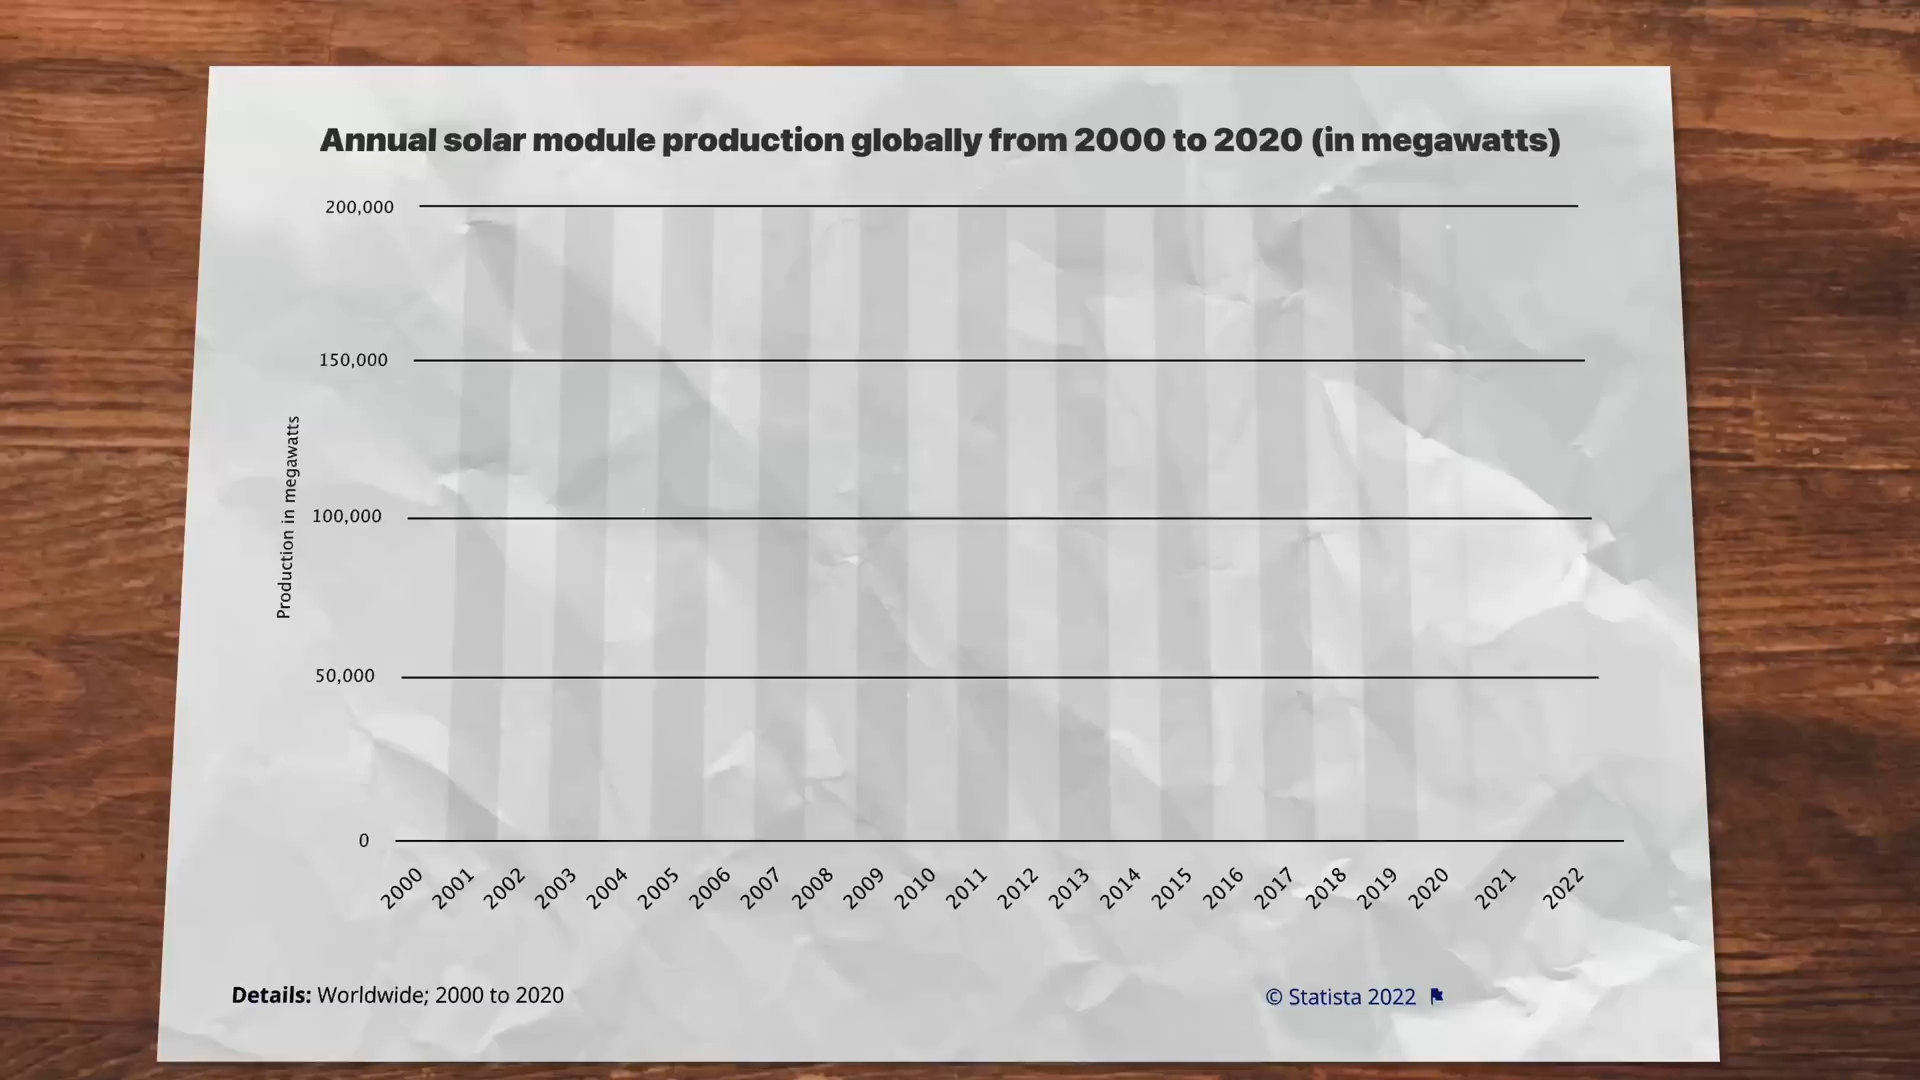 Annual solar module production globally from 2000 to 2020 (in megawatts)
200,000
150,000
100,000
50,000
0
Production in megawatts
2000 2001 2002 2003 2004 2005 2006 2007 2008 2009 2010 2011 2012 2013 2014 2015 2016 2017 2018 2019 2020 2021 2022
Details: Worldwide; 2000 to 2020
© Statista 2022